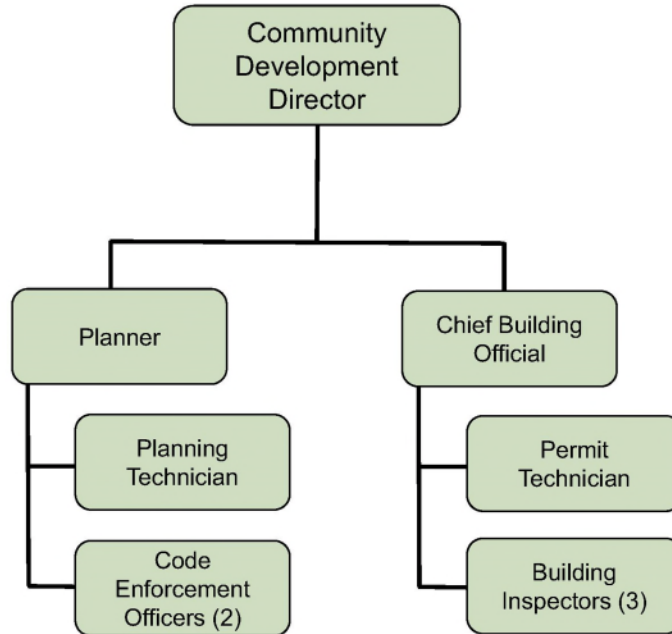 Community
Development
Director
Planner
Chief Building
Official
Planning
Technician
Permit
Technician
Code
Enforcement
Officers (2)
Building
Inspectors (3)